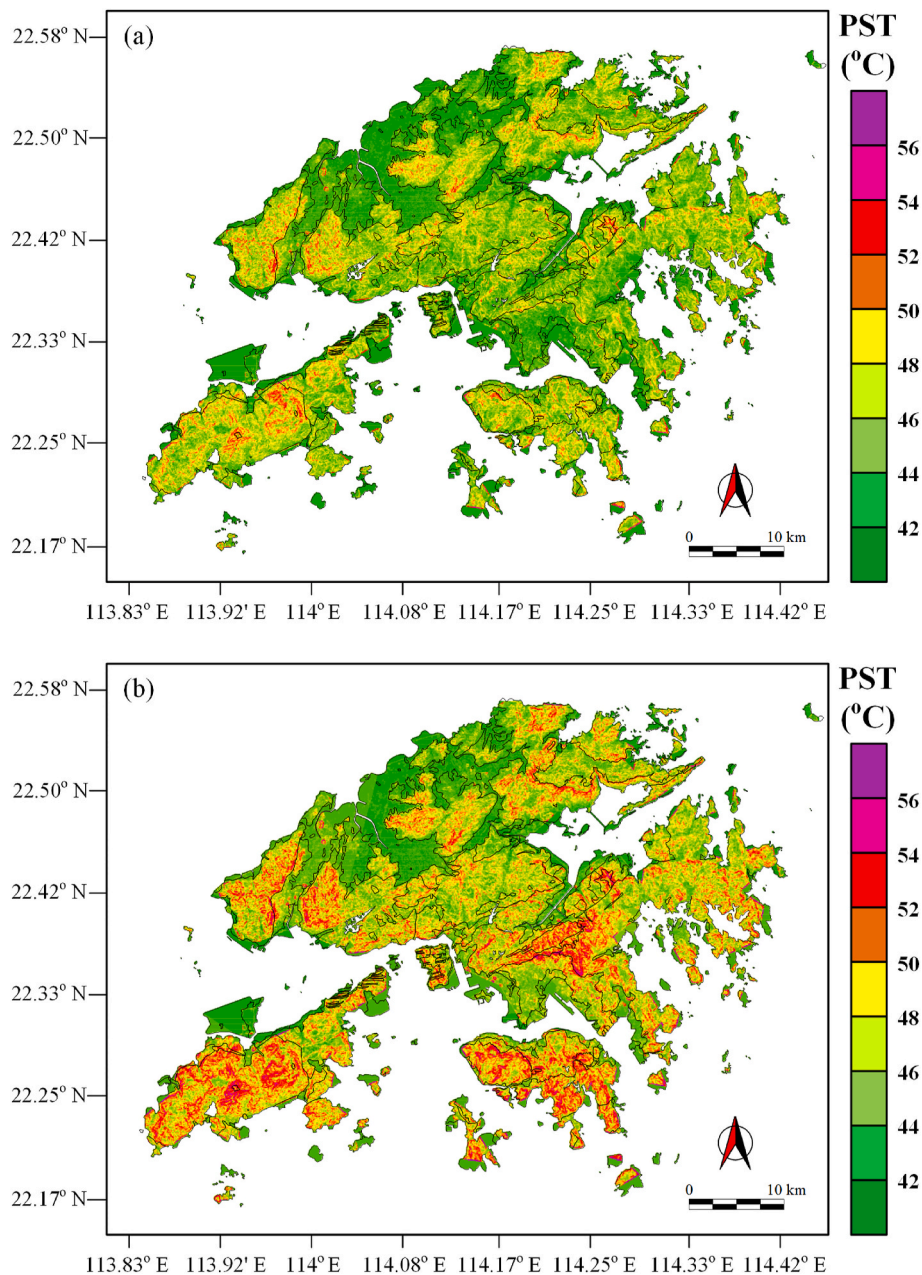 22.58° N
(a)
PST
(°C)
22.50° N
22.42° N
22.33° N
22.25° N
22.17° N
56
54
52
50
48
46
44
42
0 10 km
113.83° E 113.92' E 114° E 114.08° E 114.17° E 114.25° E 114.33° E 114.42° E
22.58° N
(b)
PST
(°C)
22.50° N
22.42° N
22.33° N
22.25° N
22.17° N
56
54
52
50
48
46
44
42
0 10 km
113.83° E 113.92' E 114° E 114.08° E 114.17° E 114.25° E 114.33° E 114.42° E